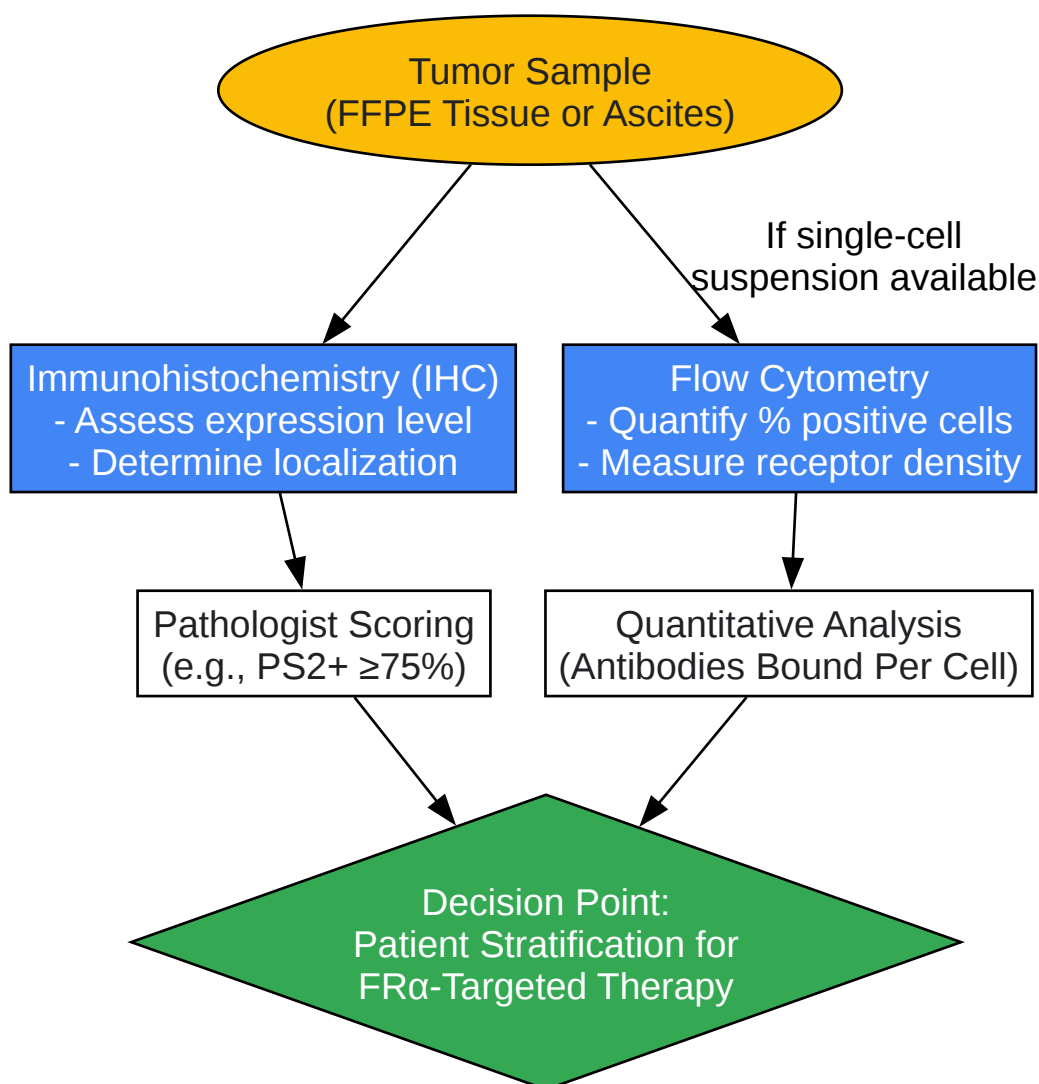 Tumor Sample
(FFPE Tissue or Ascites)
If single-cell
suspension available
Immunohistochemistry (IHC)
- Assess expression level
- Determine localization
Flow Cytometry
- Quantify % positive cells
- Measure receptor density
Pathologist Scoring
(e.g., PS2+ ≥75%)
Quantitative Analysis
(Antibodies Bound Per Cell)
Decision Point:
Patient Stratification for
FRα-Targeted Therapy